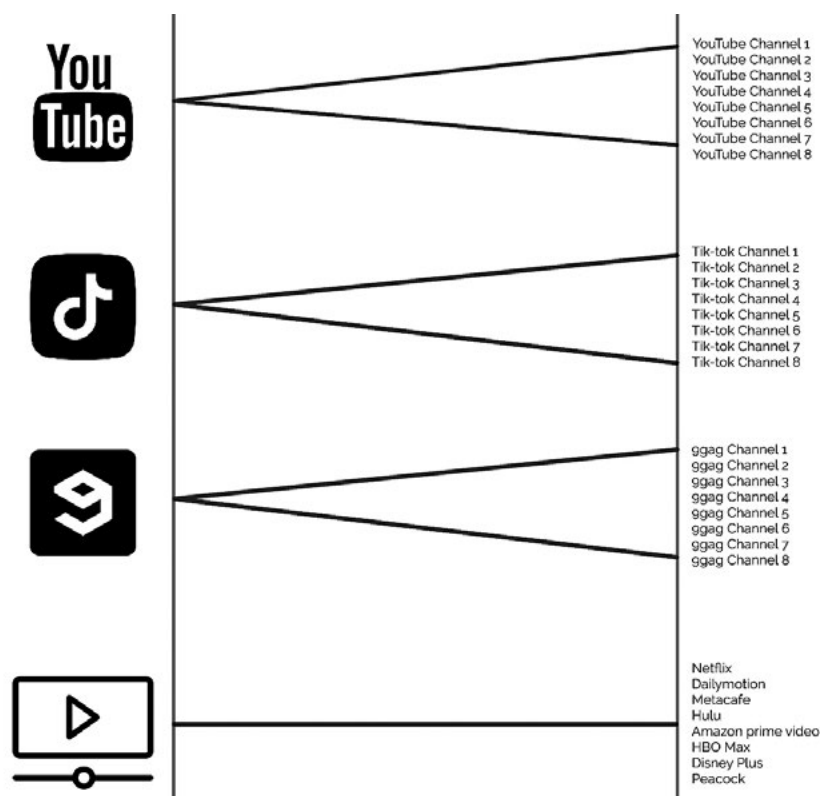 You
Tube
YouTube Channel 1
YouTube Channel 2
YouTube Channel 3
YouTube Channel 4
YouTube Channel 5
YouTube Channel 6
YouTube Channel 7
YouTube Channel 8
Tik-tok Channel 1
Tik-tok Channel 2
Tik-tok Channel 3
Tik-tok Channel 4
Tik-tok Channel 5
Tik-tok Channel 6
Tik-tok Channel 7
Tik-tok Channel 8
9
9gag Channel 1
9gag Channel 2
9gag Channel 3
9gag Channel 4
9gag Channel 5
9gag Channel 6
9gag Channel 7
9gag Channel 8
Netflix
Dailymotion
Metacafe
Hulu
Amazon prime video
HBO Max
Disney Plus
Peacock